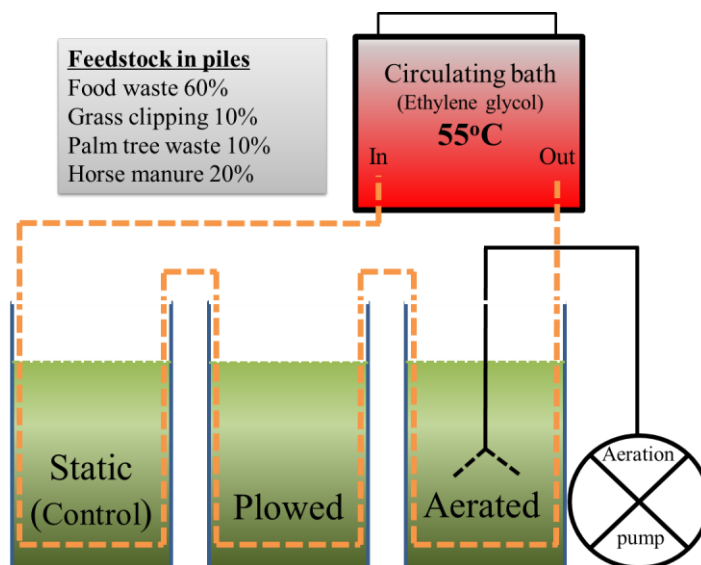 Feedstock in piles
Food waste 60%
Grass clipping 10%
Palm tree waste 10%
Horse manure 20%
Circulating bath
(Ethylene glycol)
55°C
In
Out
Static
(Control)
Plowed
Aerated
Aeration
pump